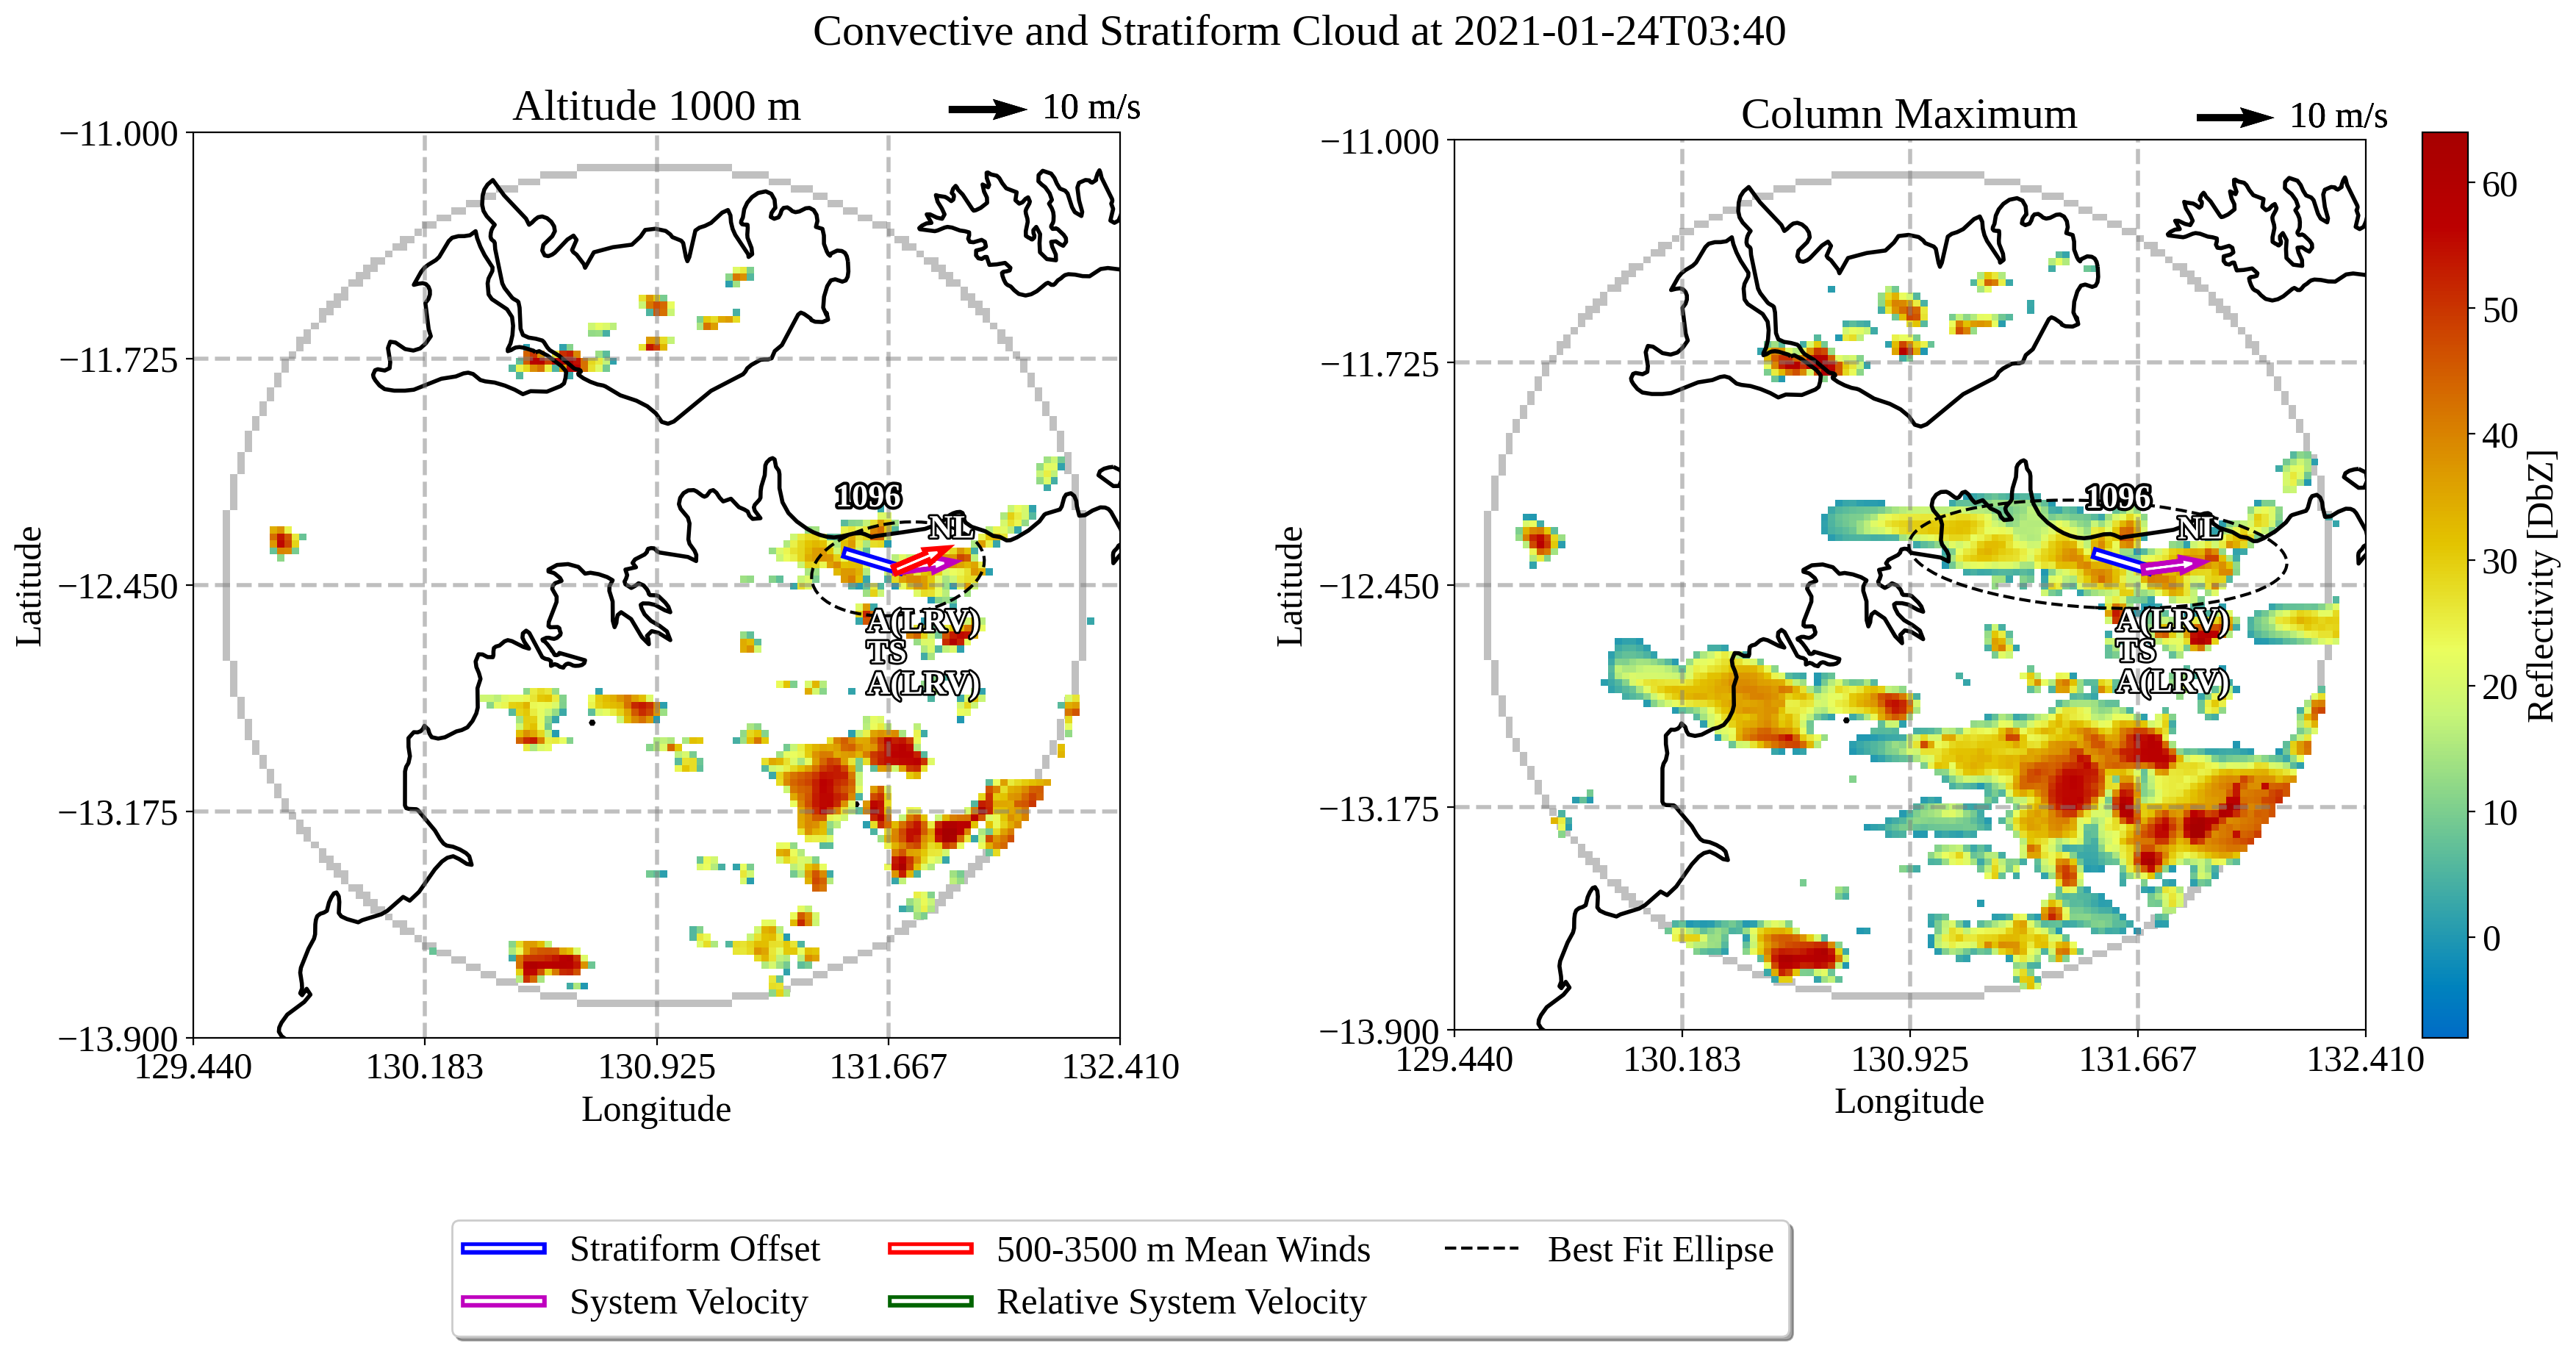 Convective and Stratiform Cloud at 2021-01-24T03:40
Altitude 1000 m
10 m/s
−11.000
−11.725
−12.450
−13.175
−13.900
129.440
130.183
130.925
131.667
132.410
Latitude
Longitude
1096
NL
A(LRV)
TS
A(LRV)
Column Maximum
10 m/s
−11.000
−11.725
−12.450
−13.175
−13.900
129.440
130.183
130.925
131.667
132.410
Latitude
Longitude
1096
NL
A(LRV)
TS
A(LRV)
60
50
40
30
20
10
0
Reflectivity [DbZ]
Stratiform Offset
System Velocity
500-3500 m Mean Winds
Relative System Velocity
Best Fit Ellipse